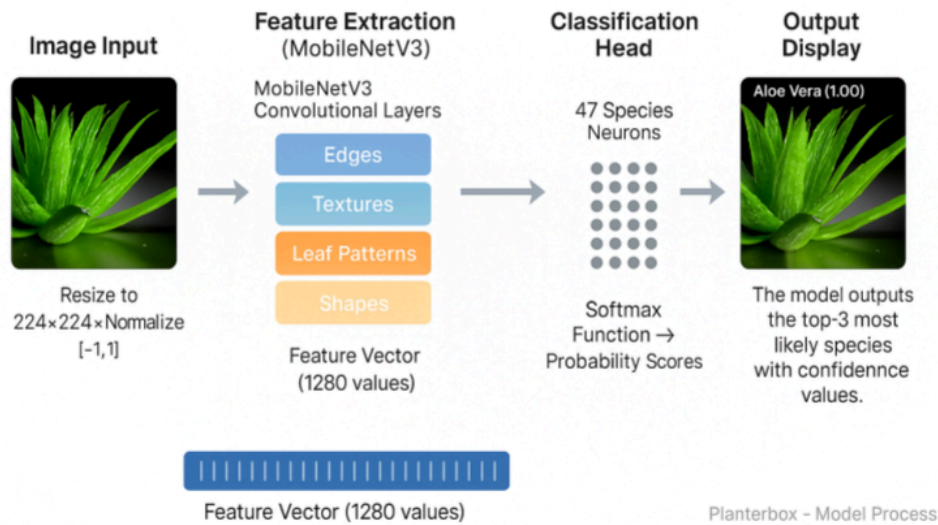 Image Input
Resize to
224×224×Normalize
[−1,1]
Feature Extraction
(MobileNetV3)
MobileNetV3
Convolutional Layers
Edges
Textures
Leaf Patterns
Shapes
Feature Vector
(1280 values)
Classification
Head
47 Species
Neurons
Softmax
Function →
Probability Scores
Output
Display
Aloe Vera (1.00)
The model outputs
the top-3 most
likely species
with confidennce
values.
Feature Vector (1280 values)
Planterbox - Model Process